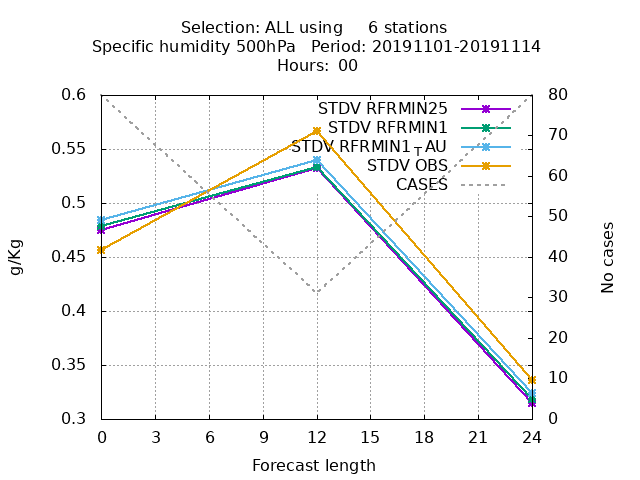 Selection: ALL using     6 stations
Specific humidity 500hPa   Period: 20191101-20191114
Hours: 00
STDV RFRMIN25
STDV RFRMIN1
STDV RFRMIN1TAU
STDV OBS
CASES
0.6
0.55
0.5
0.45
0.4
0.35
0.3
g/Kg
80
70
60
50
40
30
20
10
0
No cases
0 3 6 9 12 15 18 21 24
Forecast length